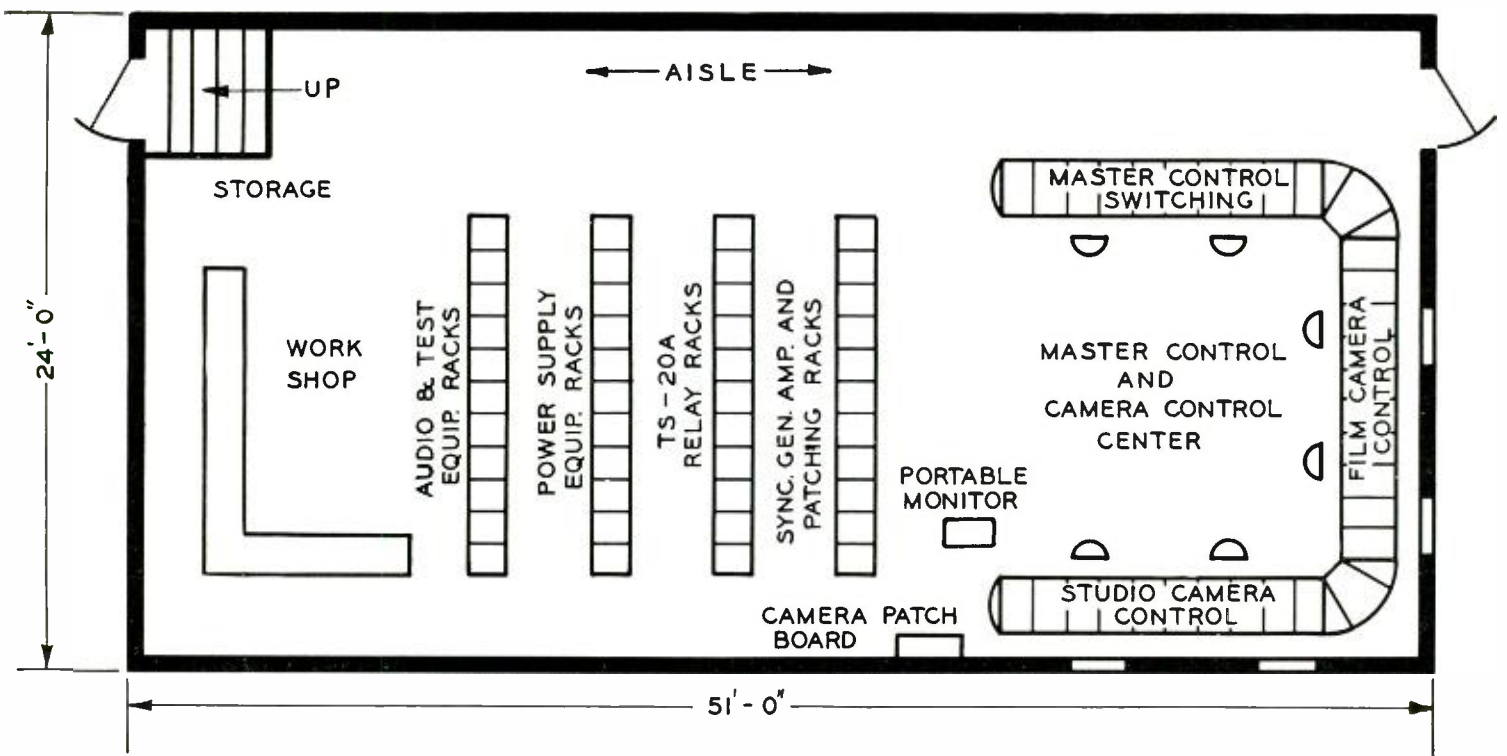 AISLE
UP
STORAGE
MASTER CONTROL
SWITCHING
24'-0"
WORK
SHOP
AUDIO & TEST
EQUIP. RACKS
POWER SUPPLY
EQUIP. RACKS
TS-20A
RELAY RACKS
SYNC. GEN. AMP. AND
PATCHING RACKS
MASTER CONTROL
AND
CAMERA CONTROL
CENTER
FILM CAMERA
CONTROL
PORTABLE
MONITOR
STUDIO CAMERA
CONTROL
CAMERA PATCH
BOARD
51'-0"